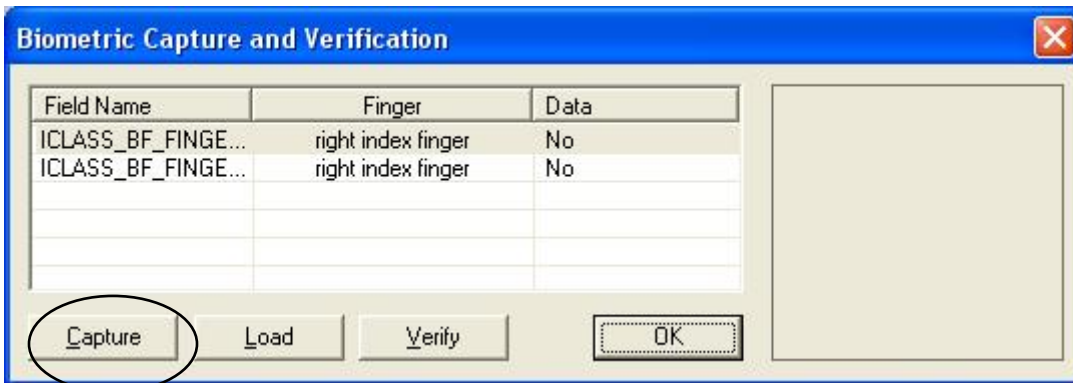 Biometric Capture and Verification
Field Name Finger Data
ICLASS_BF_FINGE... right index finger No
ICLASS_BF_FINGE... right index finger No
Capture Load Verify OK